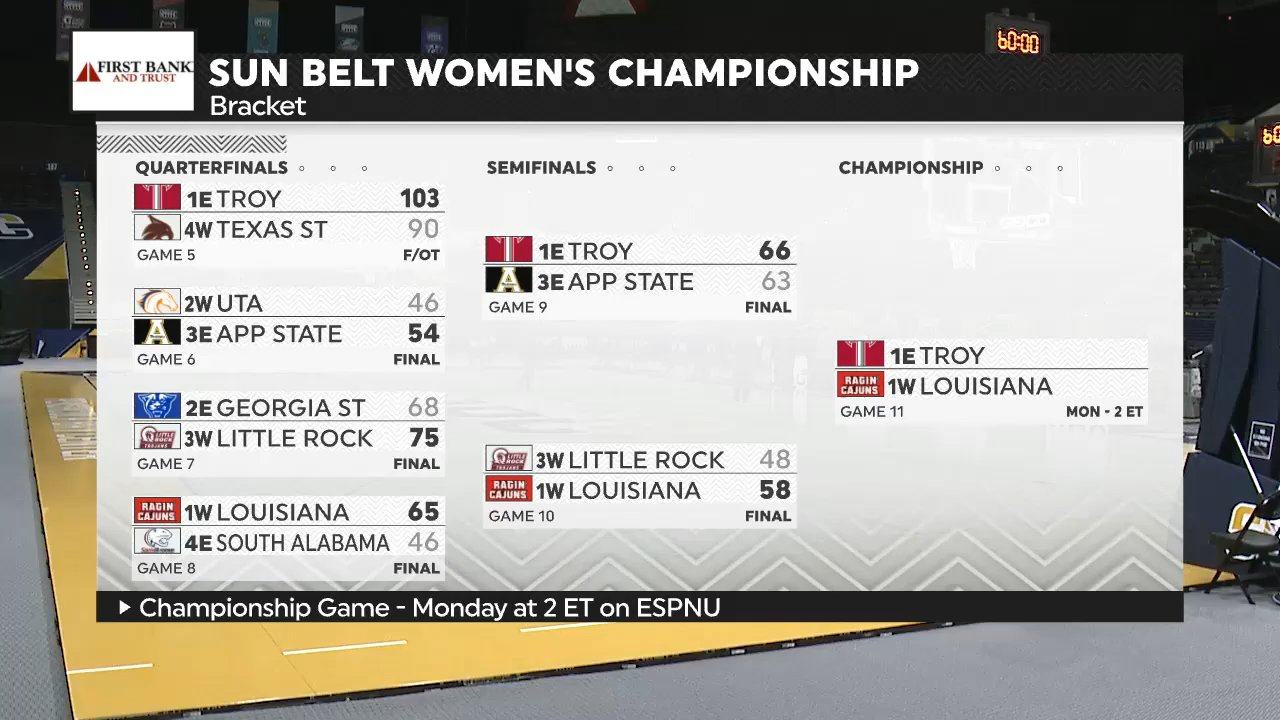 60:00
FIRST BANK
AND TRUST
SUN BELT WOMEN'S CHAMPIONSHIP
Bracket
QUARTERFINALS
1E TROY 103
4W TEXAS ST 90
GAME 5 F/OT
2W UTA 46
3E APP STATE 54
GAME 6 FINAL
2E GEORGIA ST 68
3W LITTLE ROCK 75
GAME 7 FINAL
RAGIN CAJUNS 1W LOUISIANA 65
4E SOUTH ALABAMA 46
GAME 8 FINAL
SEMIFINALS
1E TROY 66
A 3E APP STATE 63
GAME 9 FINAL
LITTLE ROCK TROJANS 3W LITTLE ROCK 48
RAGIN CAJUNS 1W LOUISIANA 58
GAME 10 FINAL
CHAMPIONSHIP
1E TROY
RAGIN CAJUNS 1W LOUISIANA
GAME 11 MON - 2 ET
Championship Game - Monday at 2 ET on ESPNU